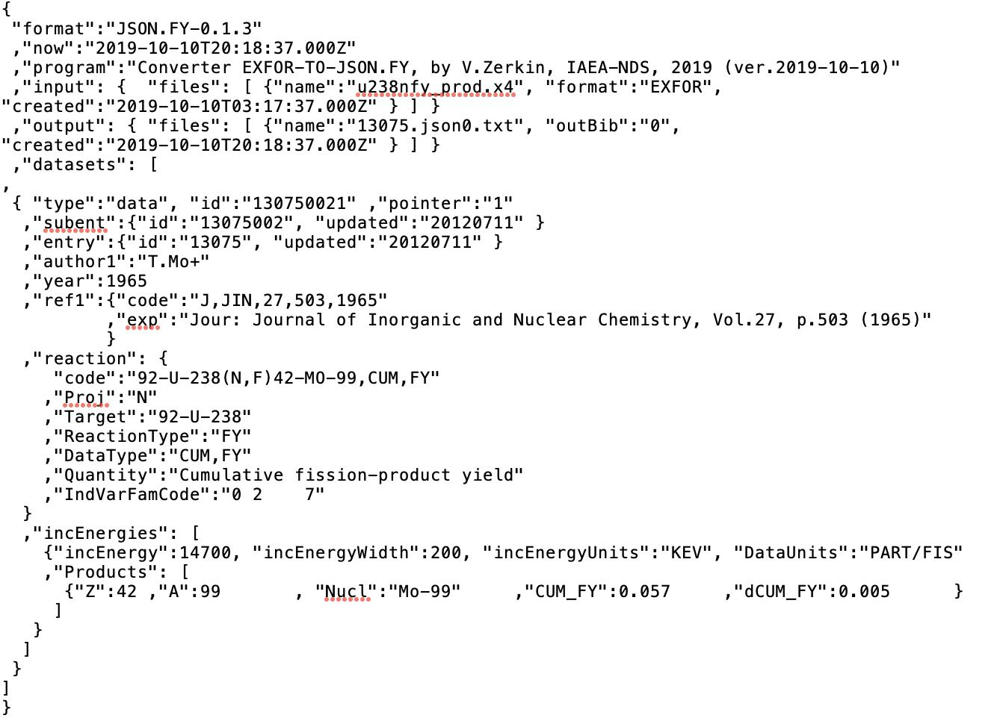 {
 "format":"JSON.FY-0.1.3"
 ,"now":"2019-10-10T20:18:37.000Z"
 ,"program":"Converter EXFOR-TO-JSON.FY, by V.Zerkin, IAEA-NDS, 2019 (ver.2019-10-10)"
 ,"input": {  "files": [ {"name":"u238nfy_prod.x4", "format":"EXFOR",
"created":"2019-10-10T03:17:37.000Z" } ] }
 ,"output": { "files": [ {"name":"13075.json0.txt", "outBib":"0",
"created":"2019-10-10T20:18:37.000Z" } ] }
 ,"datasets": [
,
 { "type":"data", "id":"130750021" ,"pointer":"1"
  ,"subent":{"id":"13075002", "updated":"20120711" }
  ,"entry":{"id":"13075", "updated":"20120711" }
  ,"author1":"T.Mo+"
  ,"year":1965
  ,"ref1":{"code":"J,JIN,27,503,1965"
          ,"exp":"Jour: Journal of Inorganic and Nuclear Chemistry, Vol.27, p.503 (1965)"
          }
  ,"reaction": {
     "code":"92-U-238(N,F)42-MO-99,CUM,FY"
    ,"Proj":"N"
    ,"Target":"92-U-238"
    ,"ReactionType":"FY"
    ,"DataType":"CUM,FY"
    ,"Quantity":"Cumulative fission-product yield"
    ,"IndVarFamCode":"0 2    7"
  }
  ,"incEnergies": [
    {"incEnergy":14700, "incEnergyWidth":200, "incEnergyUnits":"KEV", "DataUnits":"PART/FIS"
    ,"Products": [
      {"Z":42 ,"A":99       , "Nucl":"Mo-99"     ,"CUM_FY":0.057     ,"dCUM_FY":0.005      }
     ]
   }
  ]
 }
]
}